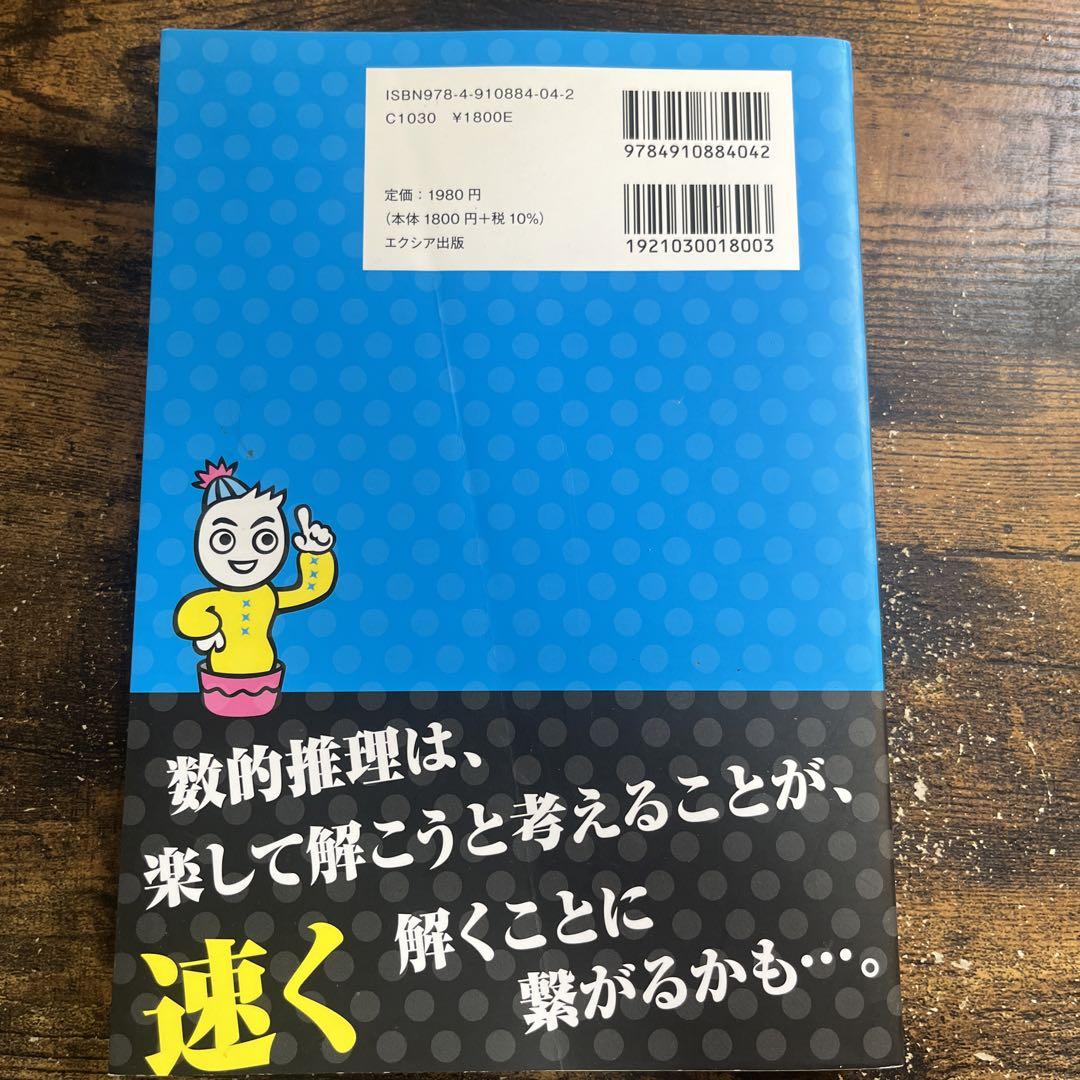 ISBN978-4-910884-04-2
C1030 ¥1800E
9784910884042
定価：1980円
（本体1800円＋税10%）
エクシア出版
1921030018003
数的推理は、
楽して解こうと考えることが、
速く 解くことに
繋がるかも…。